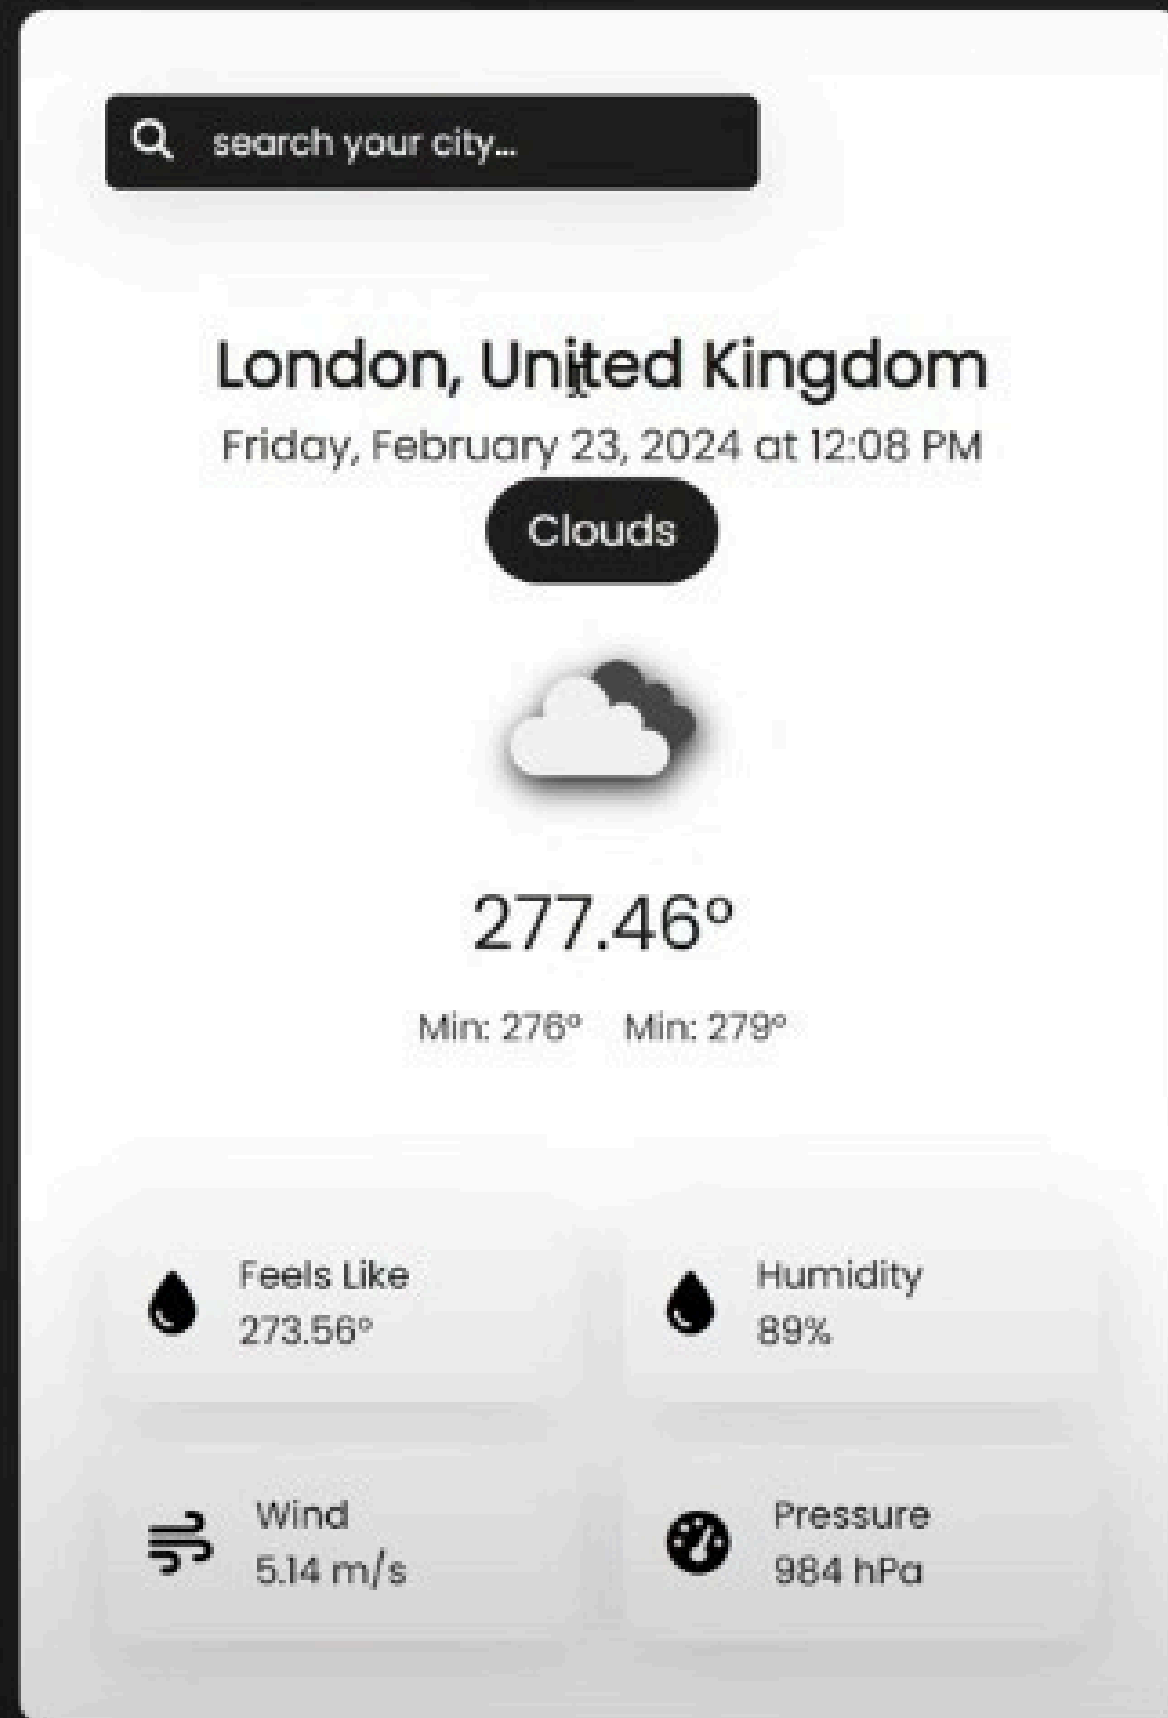 search your city...
London, United Kingdom
Friday, February 23, 2024 at 12:08 PM
Clouds
277.46°
Min: 276° Min: 279°
Feels Like
273.56°
Humidity
89%
Wind
5.14 m/s
Pressure
984 hPa